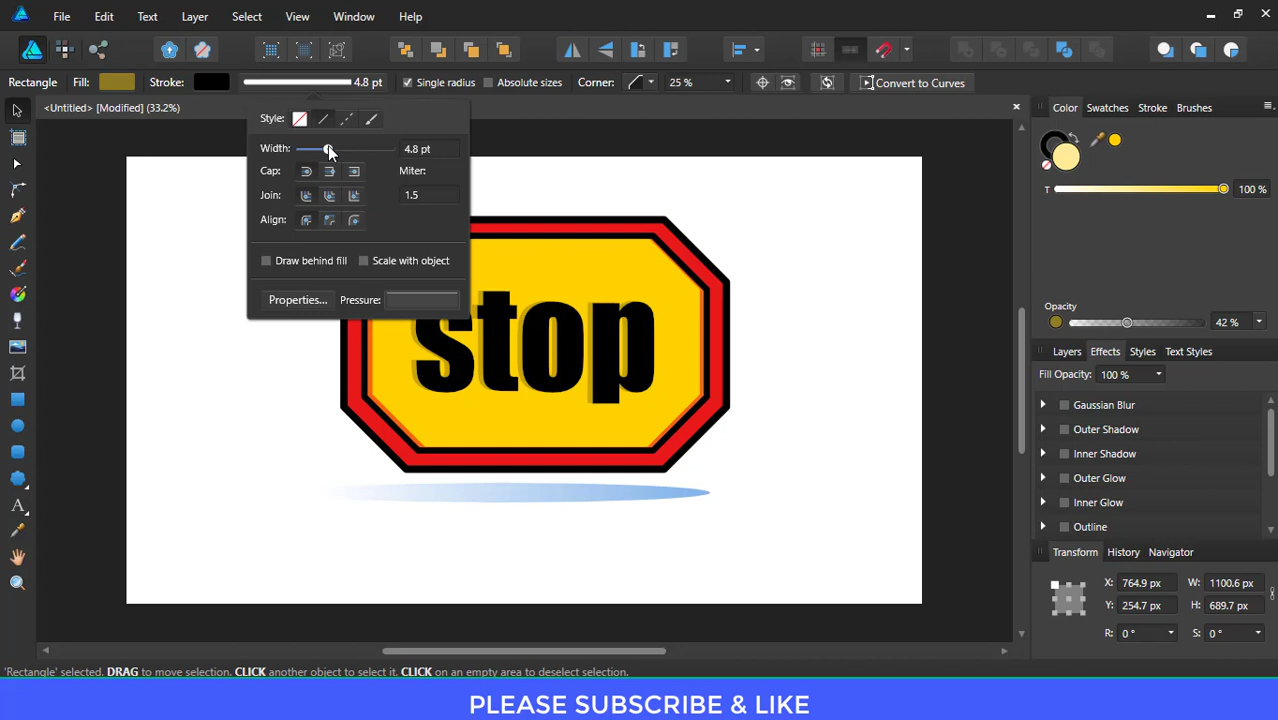 File Edit Text Layer Select View Window Help
Rectangle Fill: Stroke: 4.8 pt Single radius Absolute sizes Corner: 25 % Convert to Curves
<Untitled> [Modified] (33.2%)
Style:
Width: 4.8 pt
Cap: Miter:
Join: 1.5
Align:
Draw behind fill Scale with object
Properties... Pressure:
stop
Color Swatches Stroke Brushes
T 100 %
Opacity
42 %
Layers Effects Styles Text Styles
Fill Opacity: 100 %
Gaussian Blur
Outer Shadow
Inner Shadow
Outer Glow
Inner Glow
Outline
Transform History Navigator
X: 764.9 px W: 1100.6 px
Y: 254.7 px H: 689.7 px
R: 0 ° S: 0 °
'Rectangle' selected. DRAG to move selection. CLICK another object to select it. CLICK on an empty area to deselect selection.
PLEASE SUBSCRIBE & LIKE